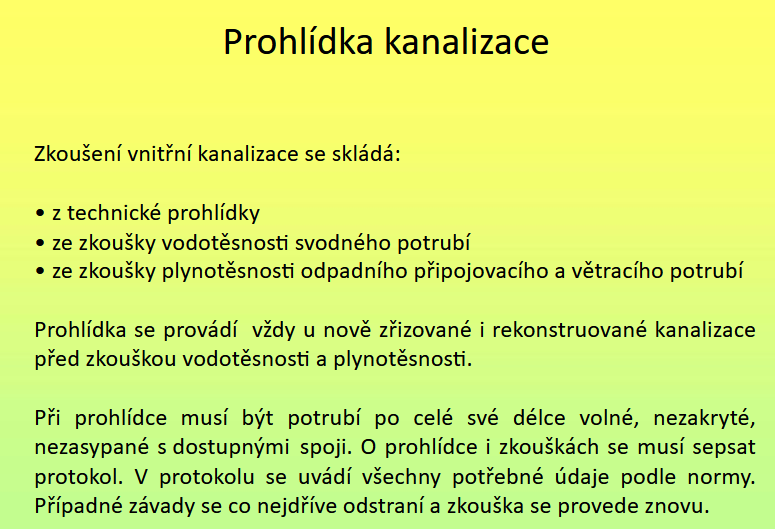 Prohlídka kanalizace
Zkoušení vnitřní kanalizace se skládá:
• z technické prohlídky
• ze zkoušky vodotěsnosti svodného potrubí
• ze zkoušky plynotěsnosti odpadního připojovacího a větracího potrubí
Prohlídka se provádí  vždy u nově zřizované i rekonstruované kanalizace
před zkouškou vodotěsnosti a plynotěsnosti.
Při prohlídce musí být potrubí po celé své délce volné, nezakryté,
nezasypané s dostupnými spoji. O prohlídce i zkouškách se musí sepsat
protokol. V protokolu se uvádí všechny potřebné údaje podle normy.
Případné závady se co nejdříve odstraní a zkouška se provede znovu.